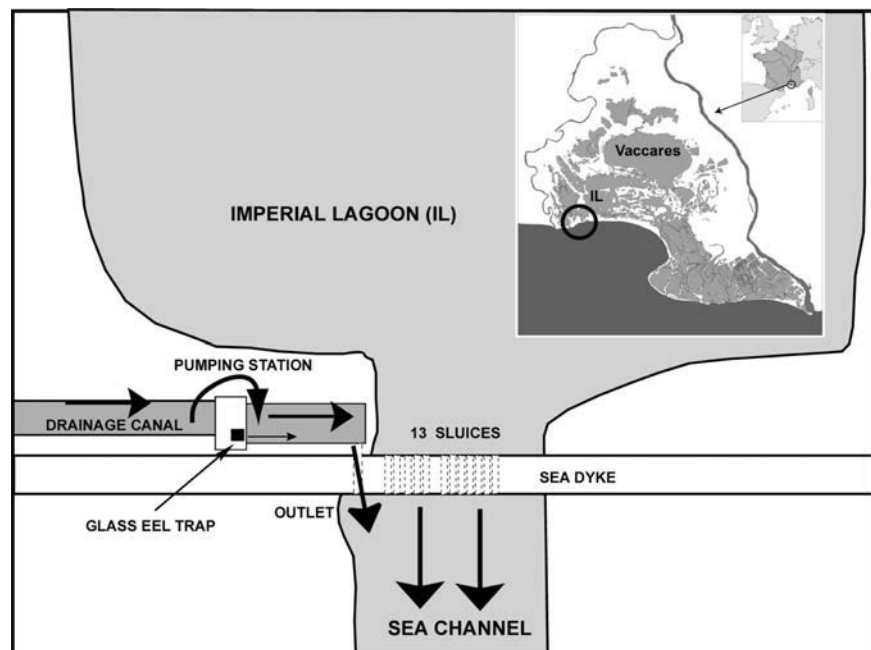 Vaccares
IL
IMPERIAL LAGOON (IL)
PUMPING STATION
DRAINAGE CANAL
13 SLUICES
SEA DYKE
OUTLET
GLASS EEL TRAP
SEA CHANNEL